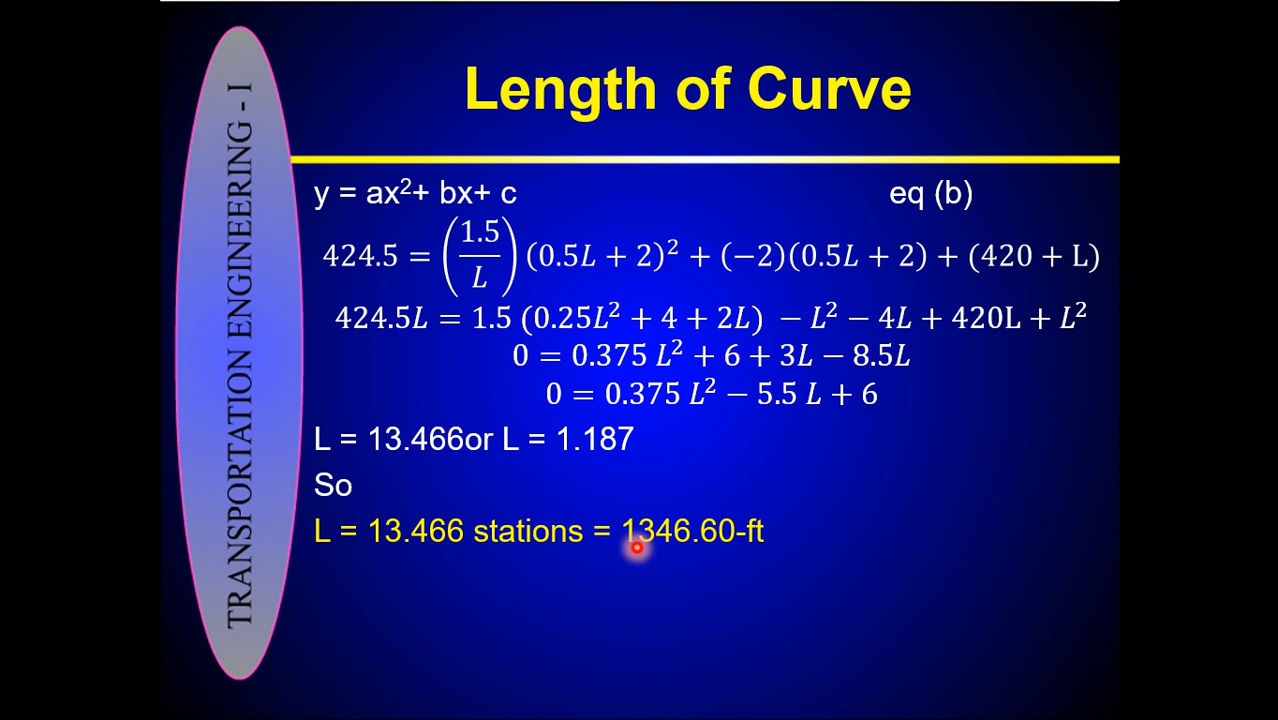 TRANSPORTATION ENGINEERING - I
Length of Curve
y = ax²+ bx+ c eq (b)
424.5 = (1.5/L) (0.5L + 2)² + (−2)(0.5L + 2) + (420 + L)
424.5L = 1.5 (0.25L² + 4 + 2L) − L² − 4L + 420L + L²
0 = 0.375 L² + 6 + 3L − 8.5L
0 = 0.375 L² − 5.5 L + 6
L = 13.466or L = 1.187
So
L = 13.466 stations = 1346.60-ft